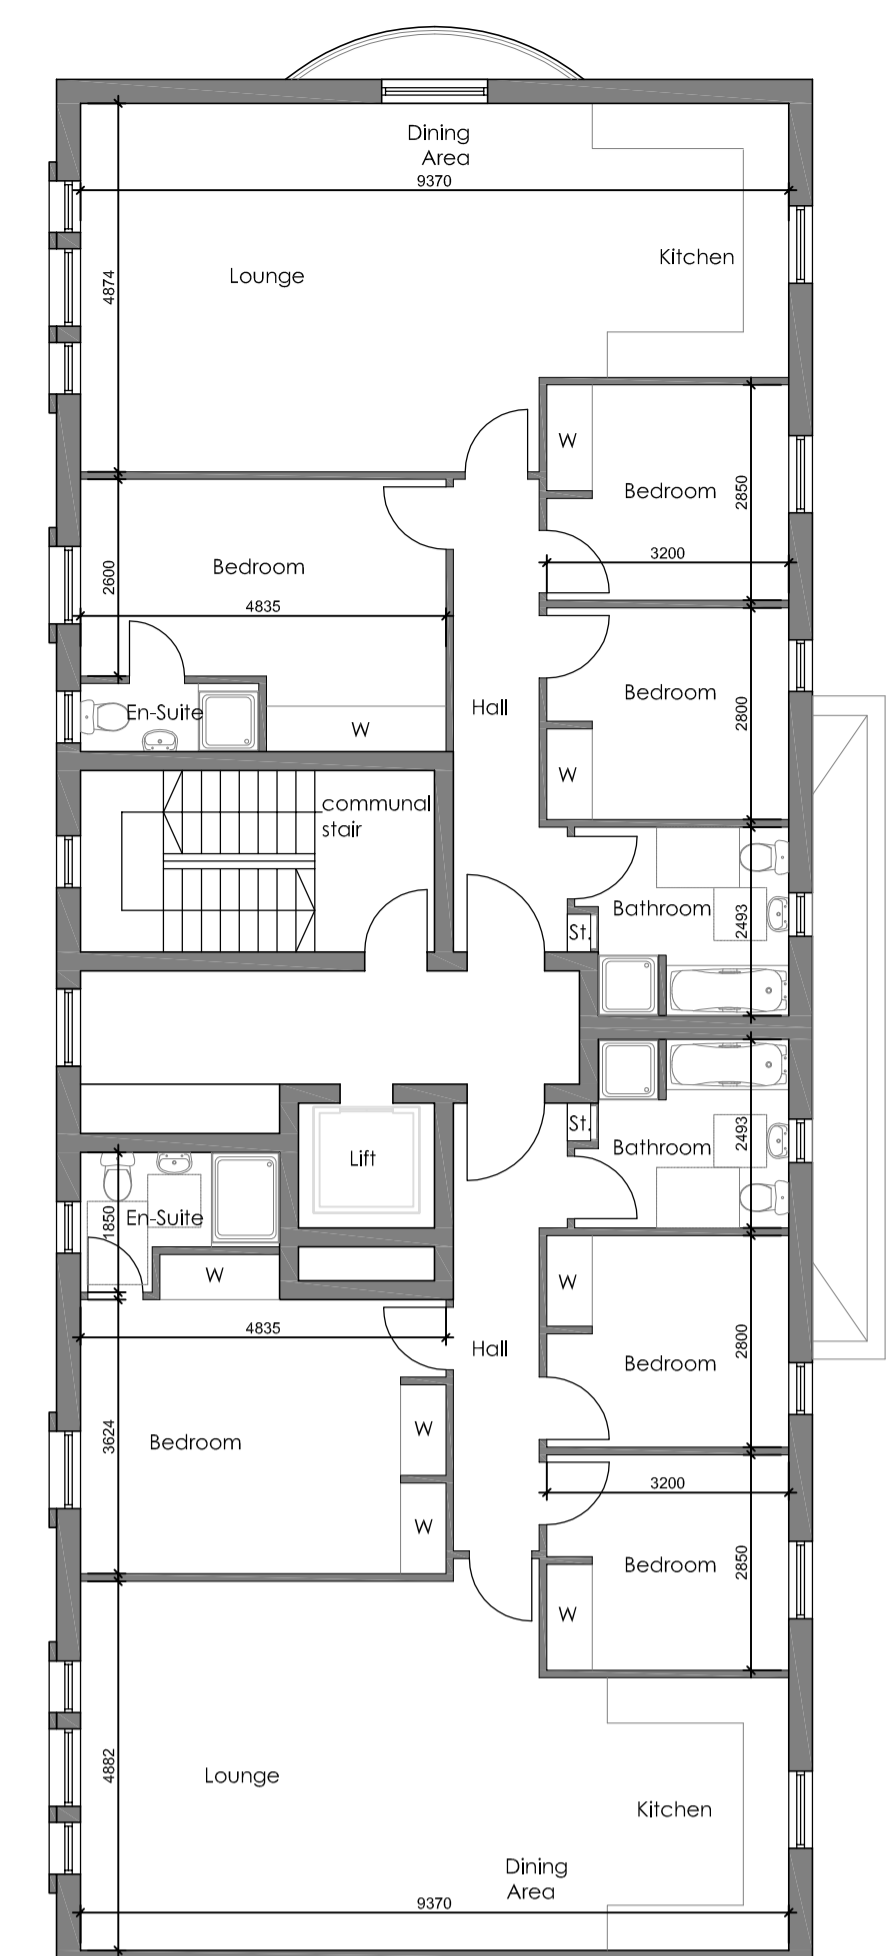 Dining
Area
9370
Kitchen
Lounge
4874
W
Bedroom
2850
3200
Bedroom
2600
4835
Bedroom
2800
Hall
En-Suite
W
W
communal
stair
Bathroom
2493
St.
St.
Bathroom
2493
Lift
En-Suite
1850
W
W
4835
Hall
2800
Bedroom
W
3624
Bedroom
3200
W
Bedroom
2850
W
Lounge
4882
Kitchen
Dining
Area
9370